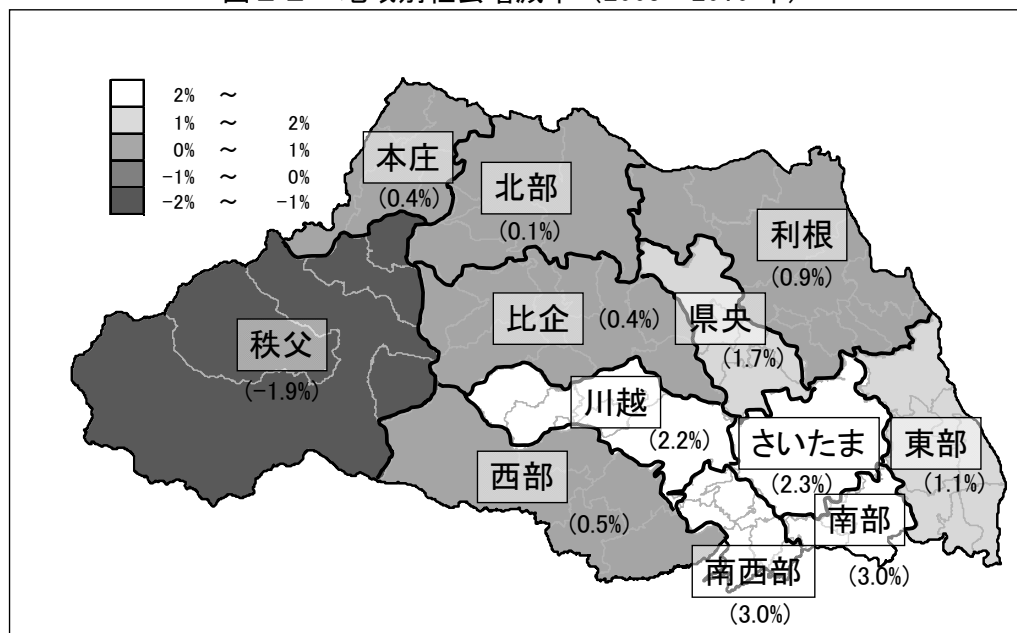 2% ～
1% ～ 2%
0% ～ 1%
-1% ～ 0%
-2% ～ -1%
本庄
(0.4%)
北部
(0.1%)
利根
(0.9%)
秩父
(-1.9%)
比企 (0.4%)
県央
(1.7%)
川越
(2.2%)
さいたま
(2.3%)
東部
(1.1%)
西部
(0.5%)
南部
(3.0%)
南西部
(3.0%)